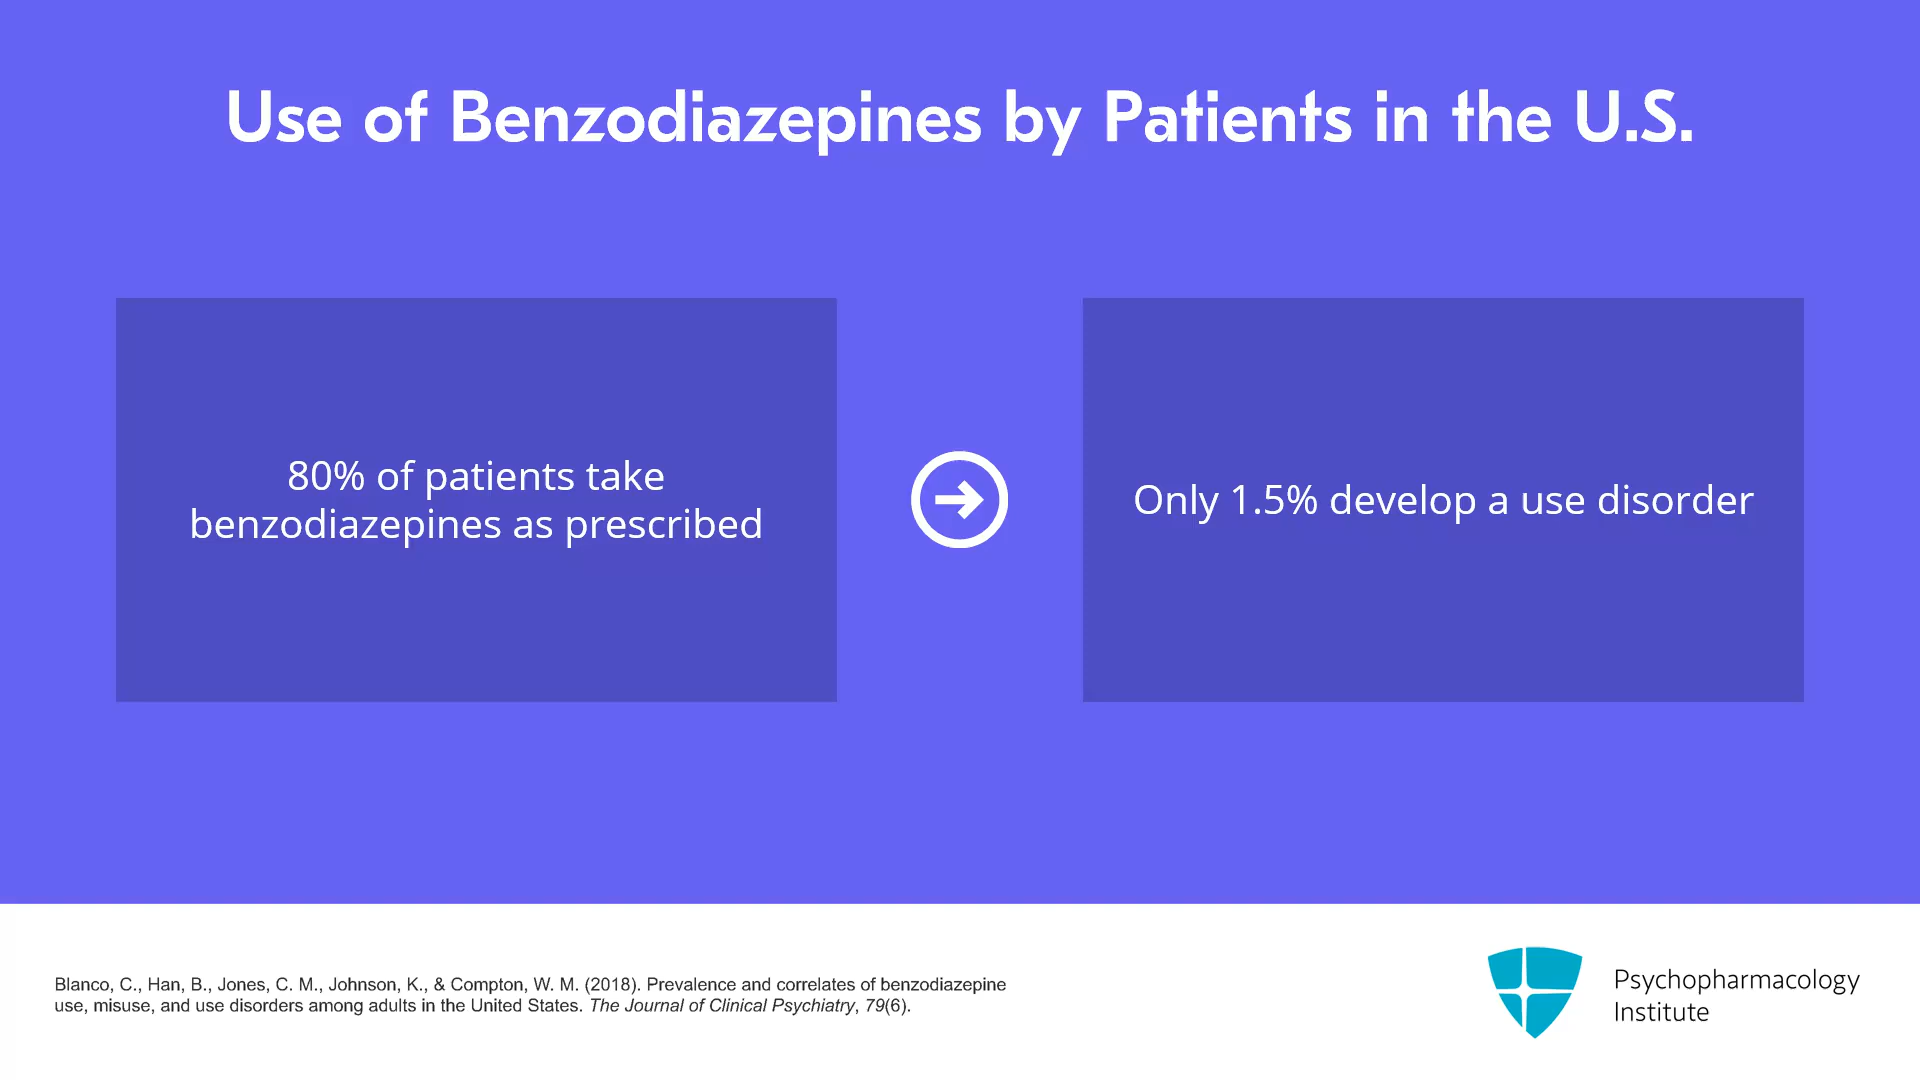 Use of Benzodiazepines by Patients in the U.S.
80% of patients take
benzodiazepines as prescribed
Only 1.5% develop a use disorder
Blanco, C., Han, B., Jones, C. M., Johnson, K., & Compton, W. M. (2018). Prevalence and correlates of benzodiazepine
use, misuse, and use disorders among adults in the United States. The Journal of Clinical Psychiatry, 79(6).
Psychopharmacology
Institute